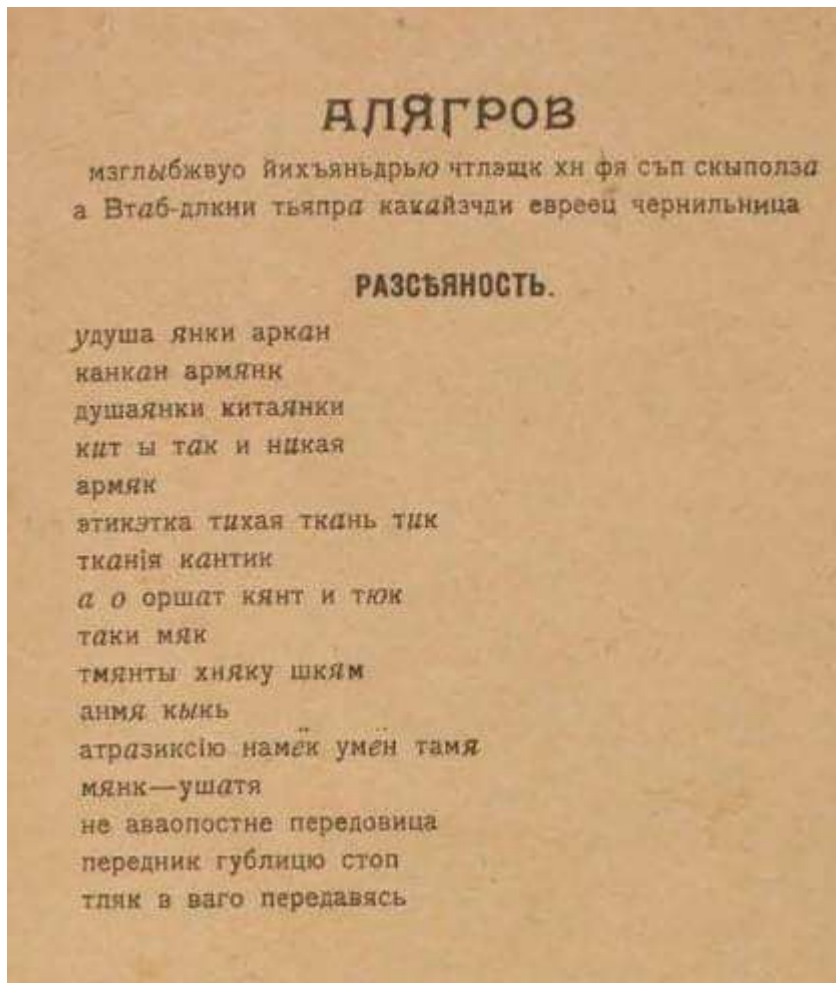 АЛЯГРОВ
мзглыбжвуо йихъяньдрью чтлэщк хн фя съп скыполза
а Втаб-длкни тьяпра какайзчди евреец чернильница
РАЗСѢЯНОСТЬ.
удуша янки аркан
канкан армянк
душаянки китаянки
кит ы так и никая
армяк
этикэтка тихая ткань тик
тканія кантик
а о оршат кянт и тюк
таки мяк
тмянты хняку шкям
анмя кыкь
атразиксію намёк умён тамя
мянк—ушатя
не аваопостне передовица
передник гублицю стоп
тляк в ваго передавясь